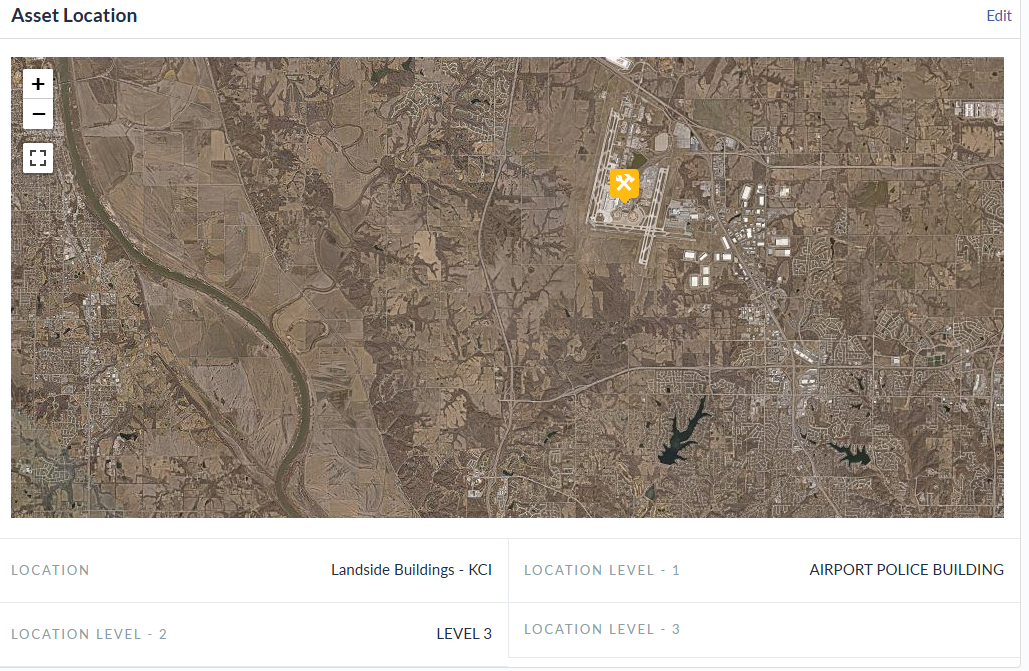 Asset Location
Edit
+
−
LOCATION
Landside Buildings - KCI
LOCATION LEVEL - 1
AIRPORT POLICE BUILDING
LOCATION LEVEL - 2
LEVEL 3
LOCATION LEVEL - 3